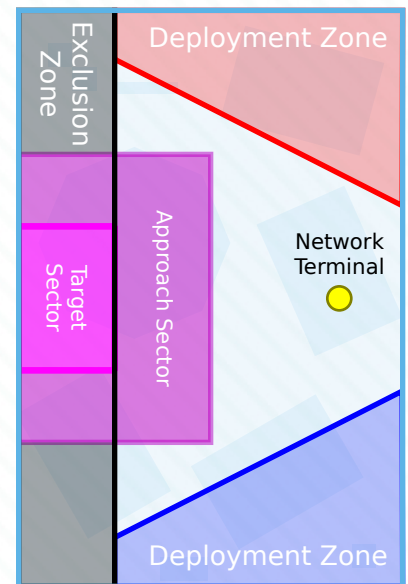 Deployment Zone
Exclusion
Zone
Approach Sector
Network
Terminal
Target
Sector
Deployment Zone